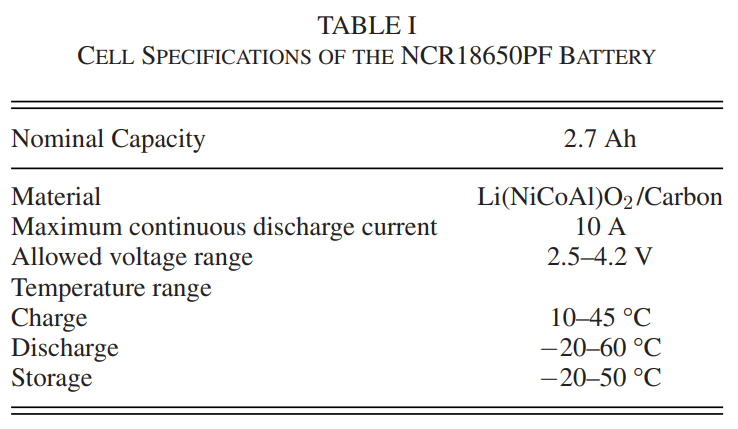 TABLE I
CELL SPECIFICATIONS OF THE NCR18650PF BATTERY
Nominal Capacity 2.7 Ah
Material Li(NiCoAl)O₂/Carbon
Maximum continuous discharge current 10 A
Allowed voltage range 2.5–4.2 V
Temperature range
Charge 10–45 °C
Discharge −20–60 °C
Storage −20–50 °C